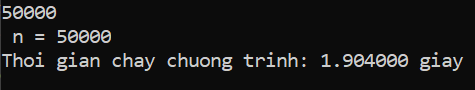 50000
n = 50000
Thoi gian chay chuong trinh: 1.904000 giay